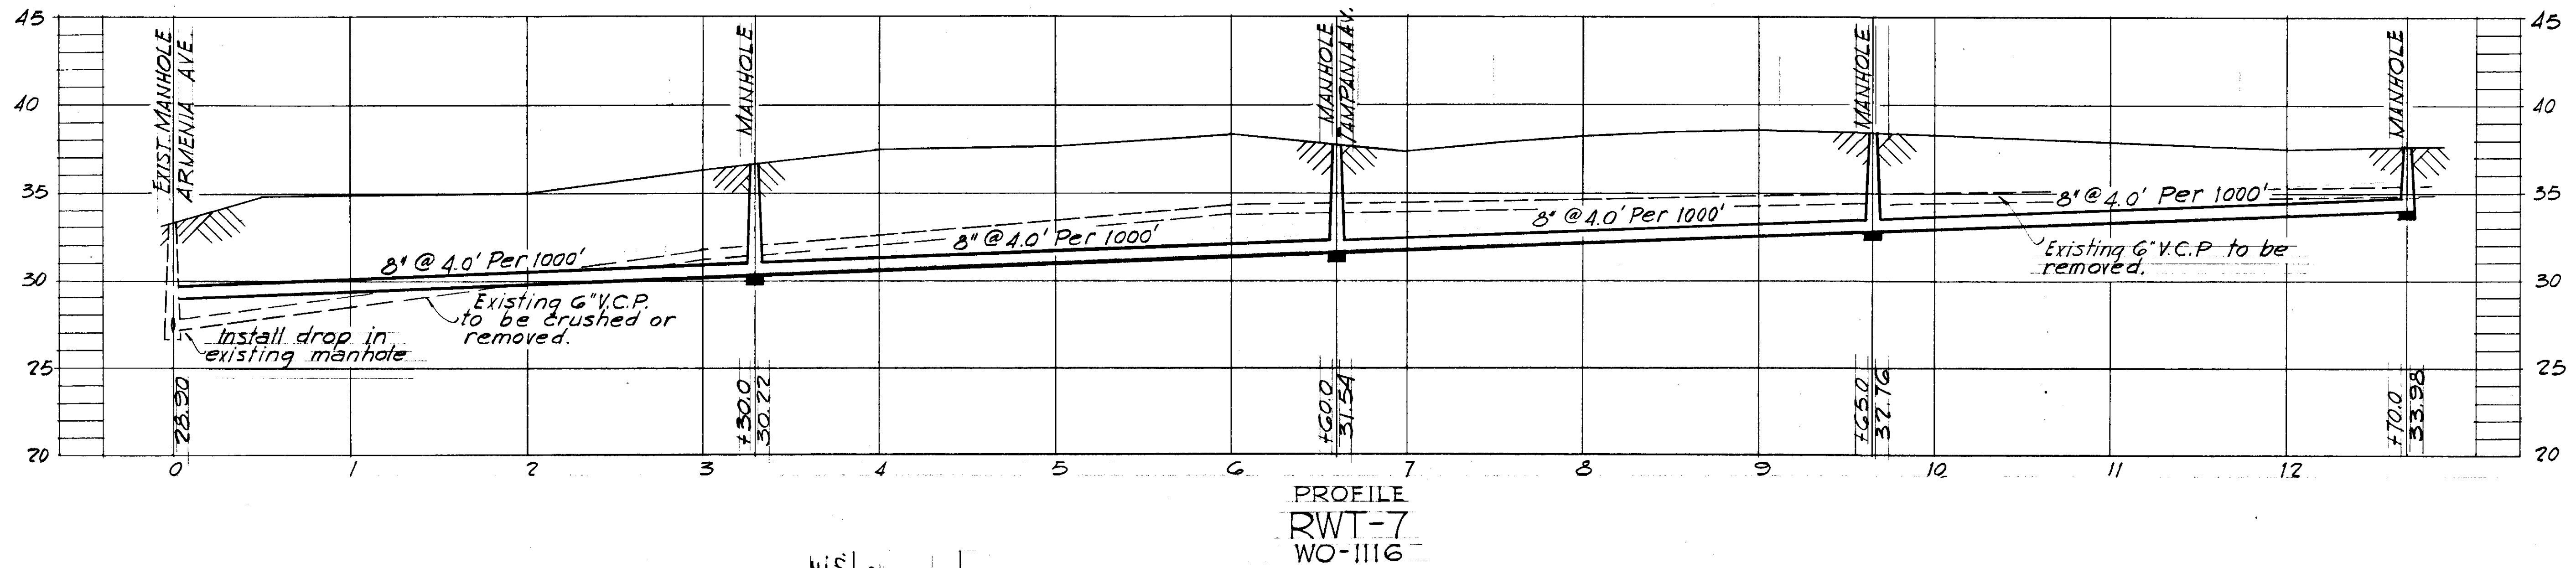 45
40
35
30
25
20
EXIST. MANHOLE
ARMENIA AVE.
MANHOLE
MANHOLE
TAMPANIA AV.
MANHOLE
MANHOLE
45
40
35
30
25
20
8" @ 4.0' Per 1000'
8" @ 4.0' Per 1000'
8" @ 4.0' Per 1000'
8" @ 4.0' Per 1000'
Existing 6" V.C.P.
to be crushed or
removed.
Install drop in
existing manhole
Existing 6" V.C.P. to be
removed.
28.90
+30.0
30.22
+60.0
31.54
+65.0
32.76
+70.0
33.98
0 1 2 3 4 5 6 7 8 9 10 11 12
PROFILE
RWT-7
WO-1116